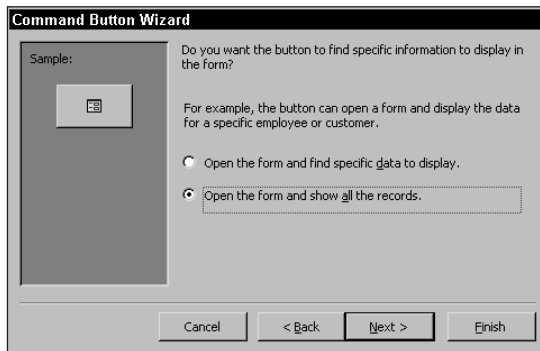 Command Button Wizard
Sample:
Do you want the button to find specific information to display in
the form?
For example, the button can open a form and display the data
for a specific employee or customer.
Open the form and find specific data to display.
Open the form and show all the records.
Cancel
< Back
Next >
Finish